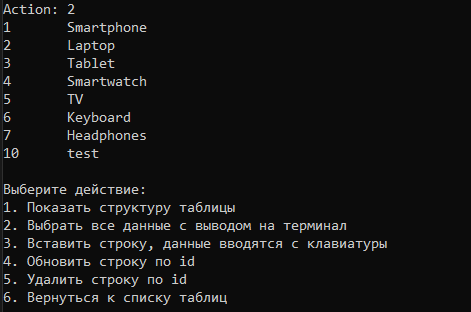 Action: 2
1 Smartphone
2 Laptop
3 Tablet
4 Smartwatch
5 TV
6 Keyboard
7 Headphones
10 test
Выберите действие:
1. Показать структуру таблицы
2. Выбрать все данные с выводом на терминал
3. Вставить строку, данные вводятся с клавиатуры
4. Обновить строку по id
5. Удалить строку по id
6. Вернуться к списку таблиц